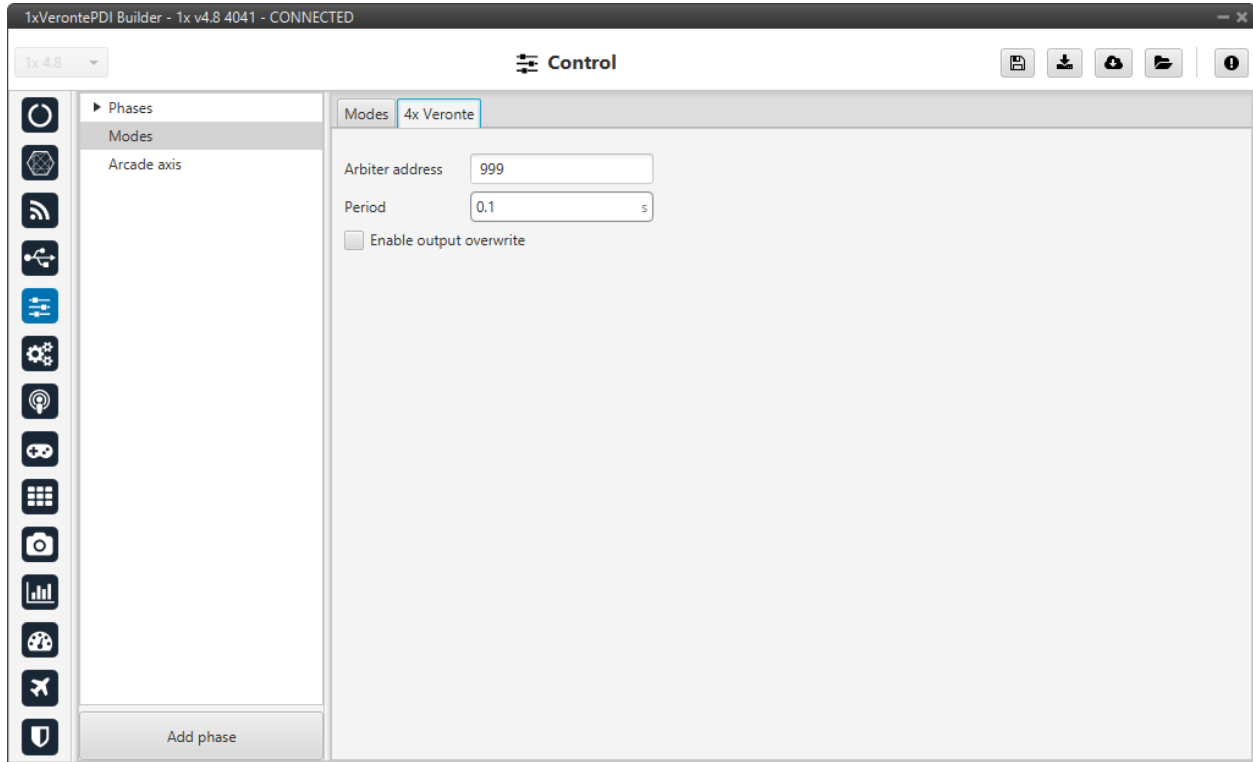 1xVerontePDI Builder - 1x v4.8 4041 - CONNECTED
1x 4.8
Control
Phases
Modes
Arcade axis
Modes
4x Veronte
Arbiter address 999
Period 0.1 s
Enable output overwrite
Add phase